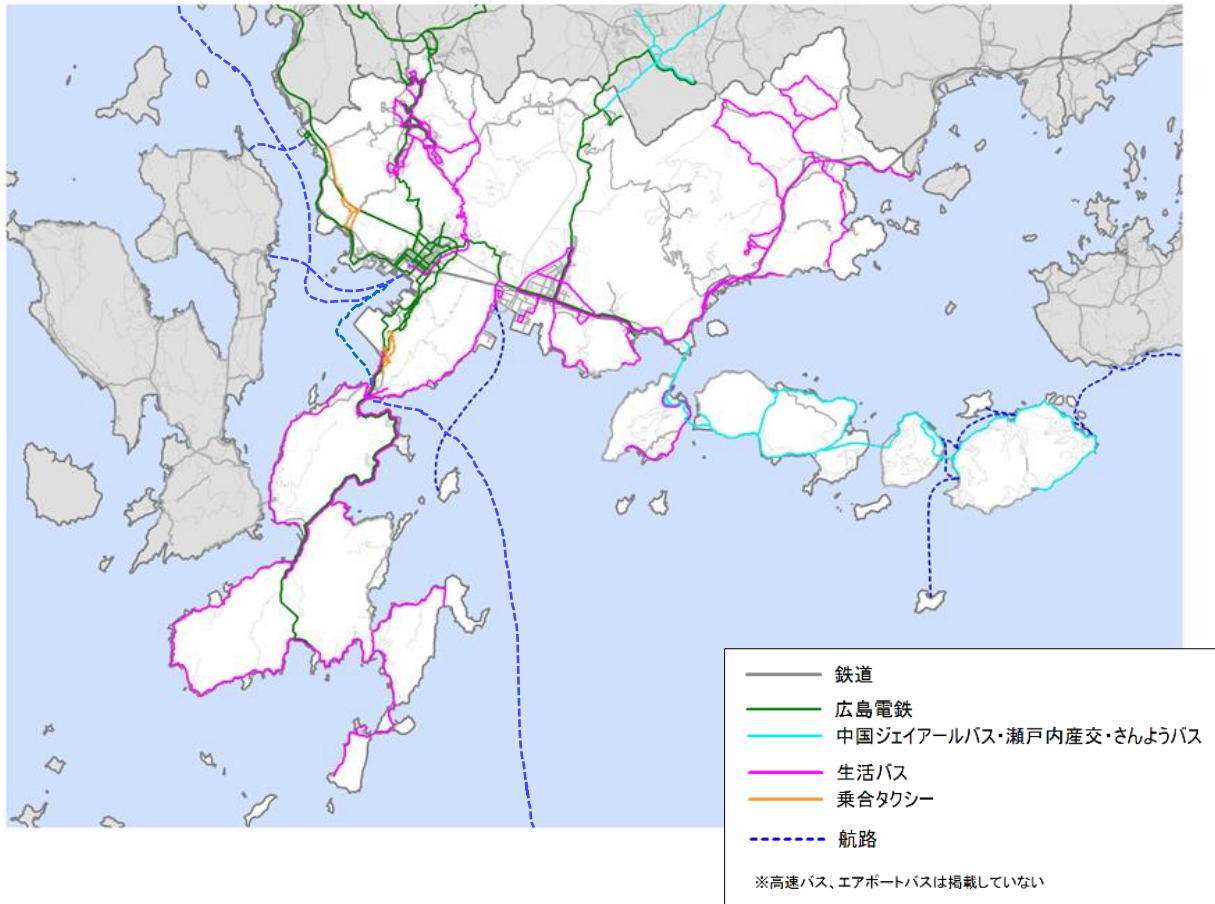 鉄道
広島電鉄
中国ジェイアールバス・瀬戸内産交・さんようバス
生活バス
乗合タクシー
航路
※高速バス、エアポートバスは掲載していない